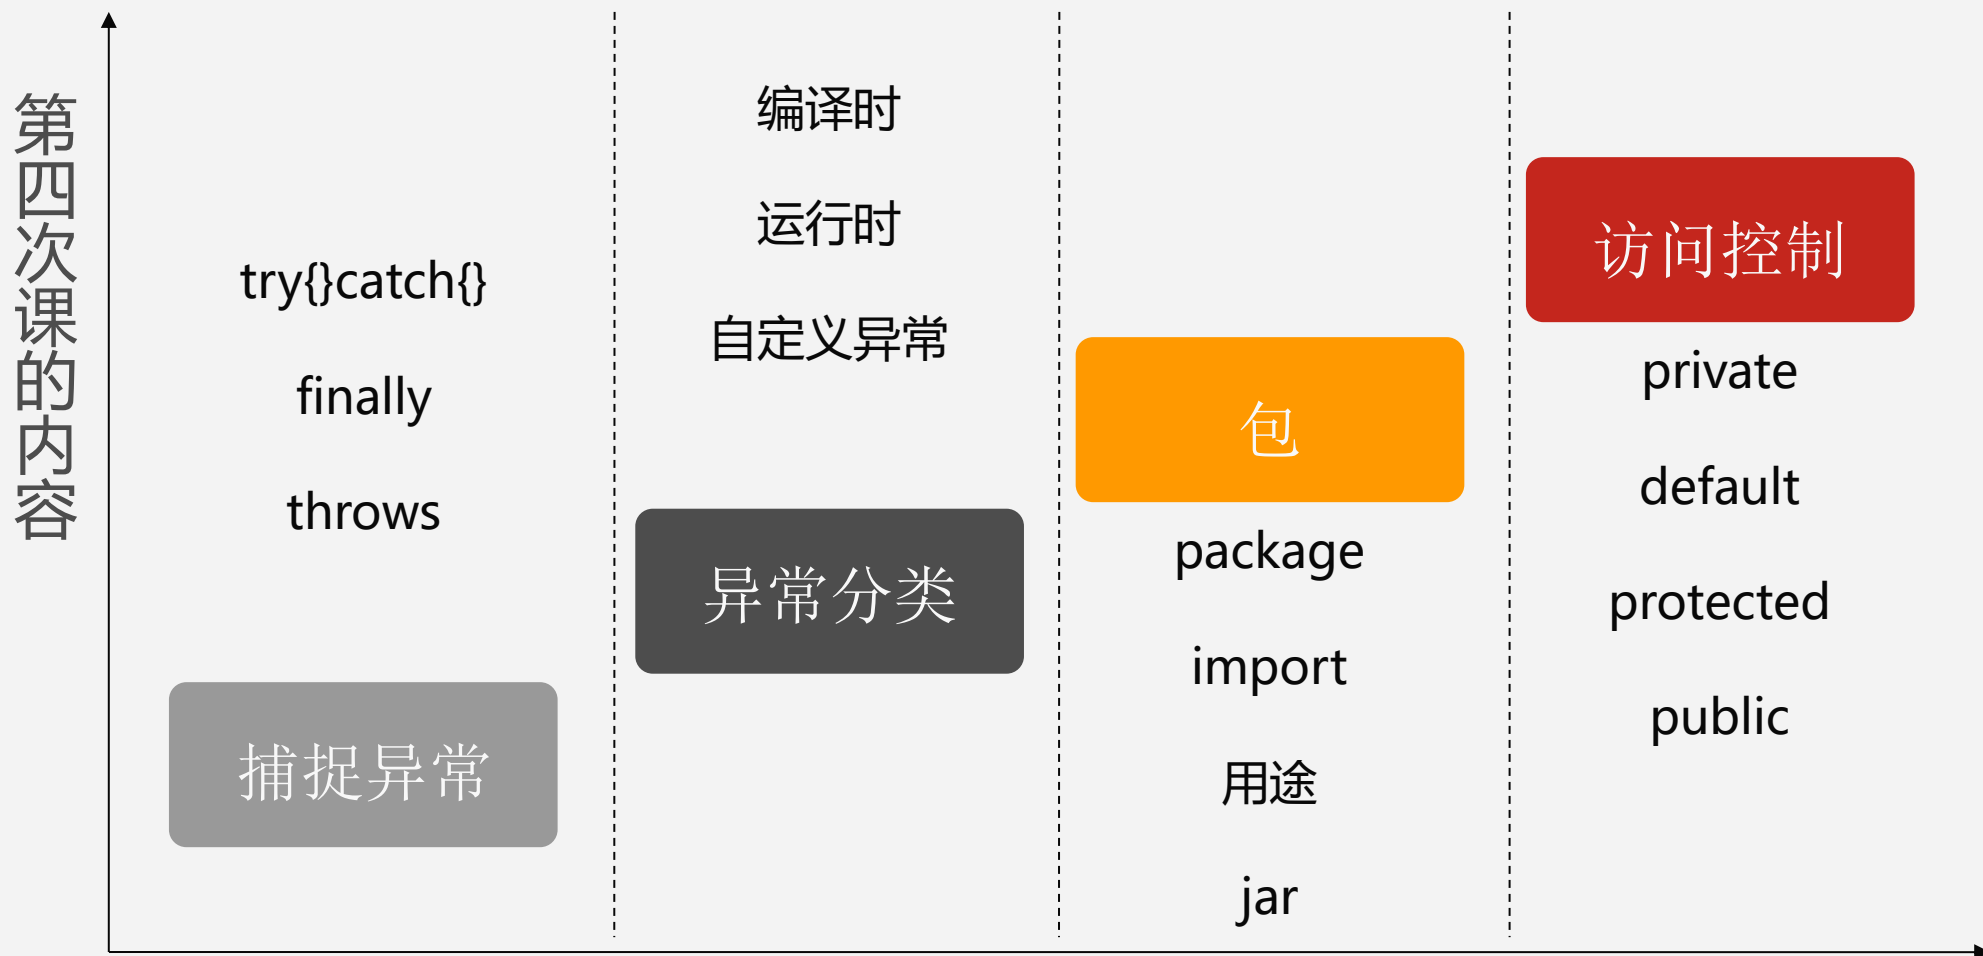 第四次课的内容
try{}catch{}
finally
throws
捕捉异常
编译时
运行时
自定义异常
异常分类
包
package
import
用途
jar
访问控制
private
default
protected
public